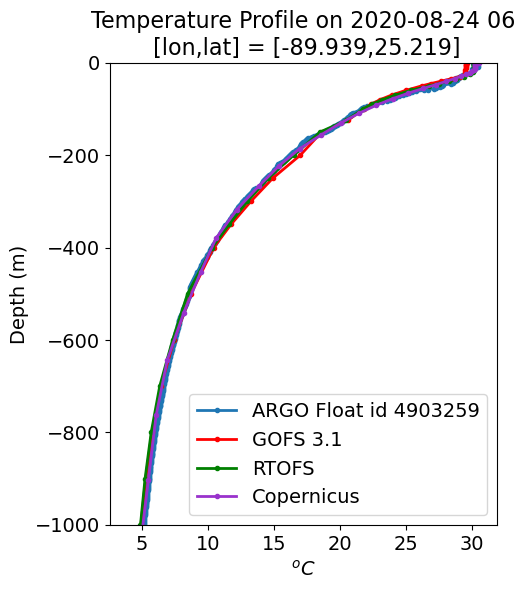 Temperature Profile on 2020-08-24 06
[lon,lat] = [-89.939,25.219]
0
−200
−400
−600
−800
−1000
Depth (m)
ARGO Float id 4903259
GOFS 3.1
RTOFS
Copernicus
5 10 15 20 25 30
°C